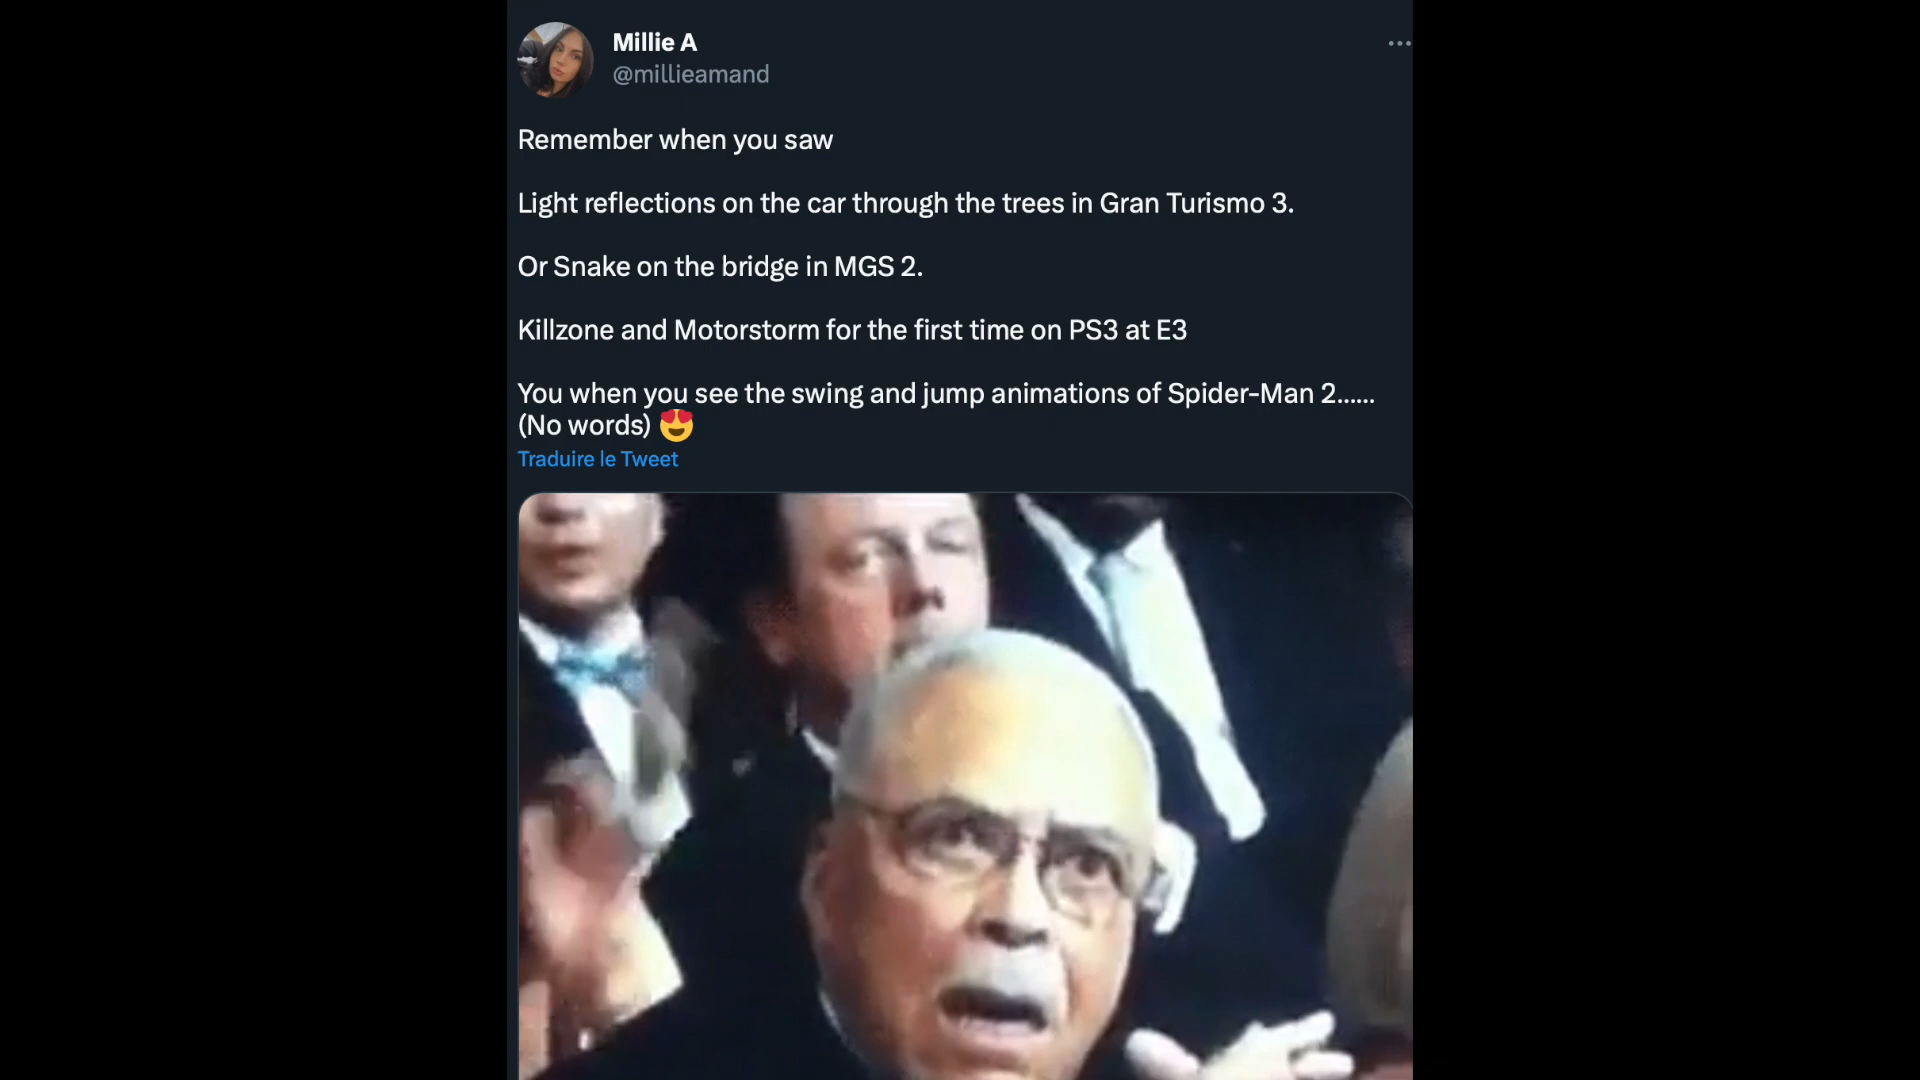 Millie A
@millieamand
Remember when you saw
Light reflections on the car through the trees in Gran Turismo 3.
Or Snake on the bridge in MGS 2.
Killzone and Motorstorm for the first time on PS3 at E3
You when you see the swing and jump animations of Spider-Man 2......
(No words) 😍
Traduire le Tweet